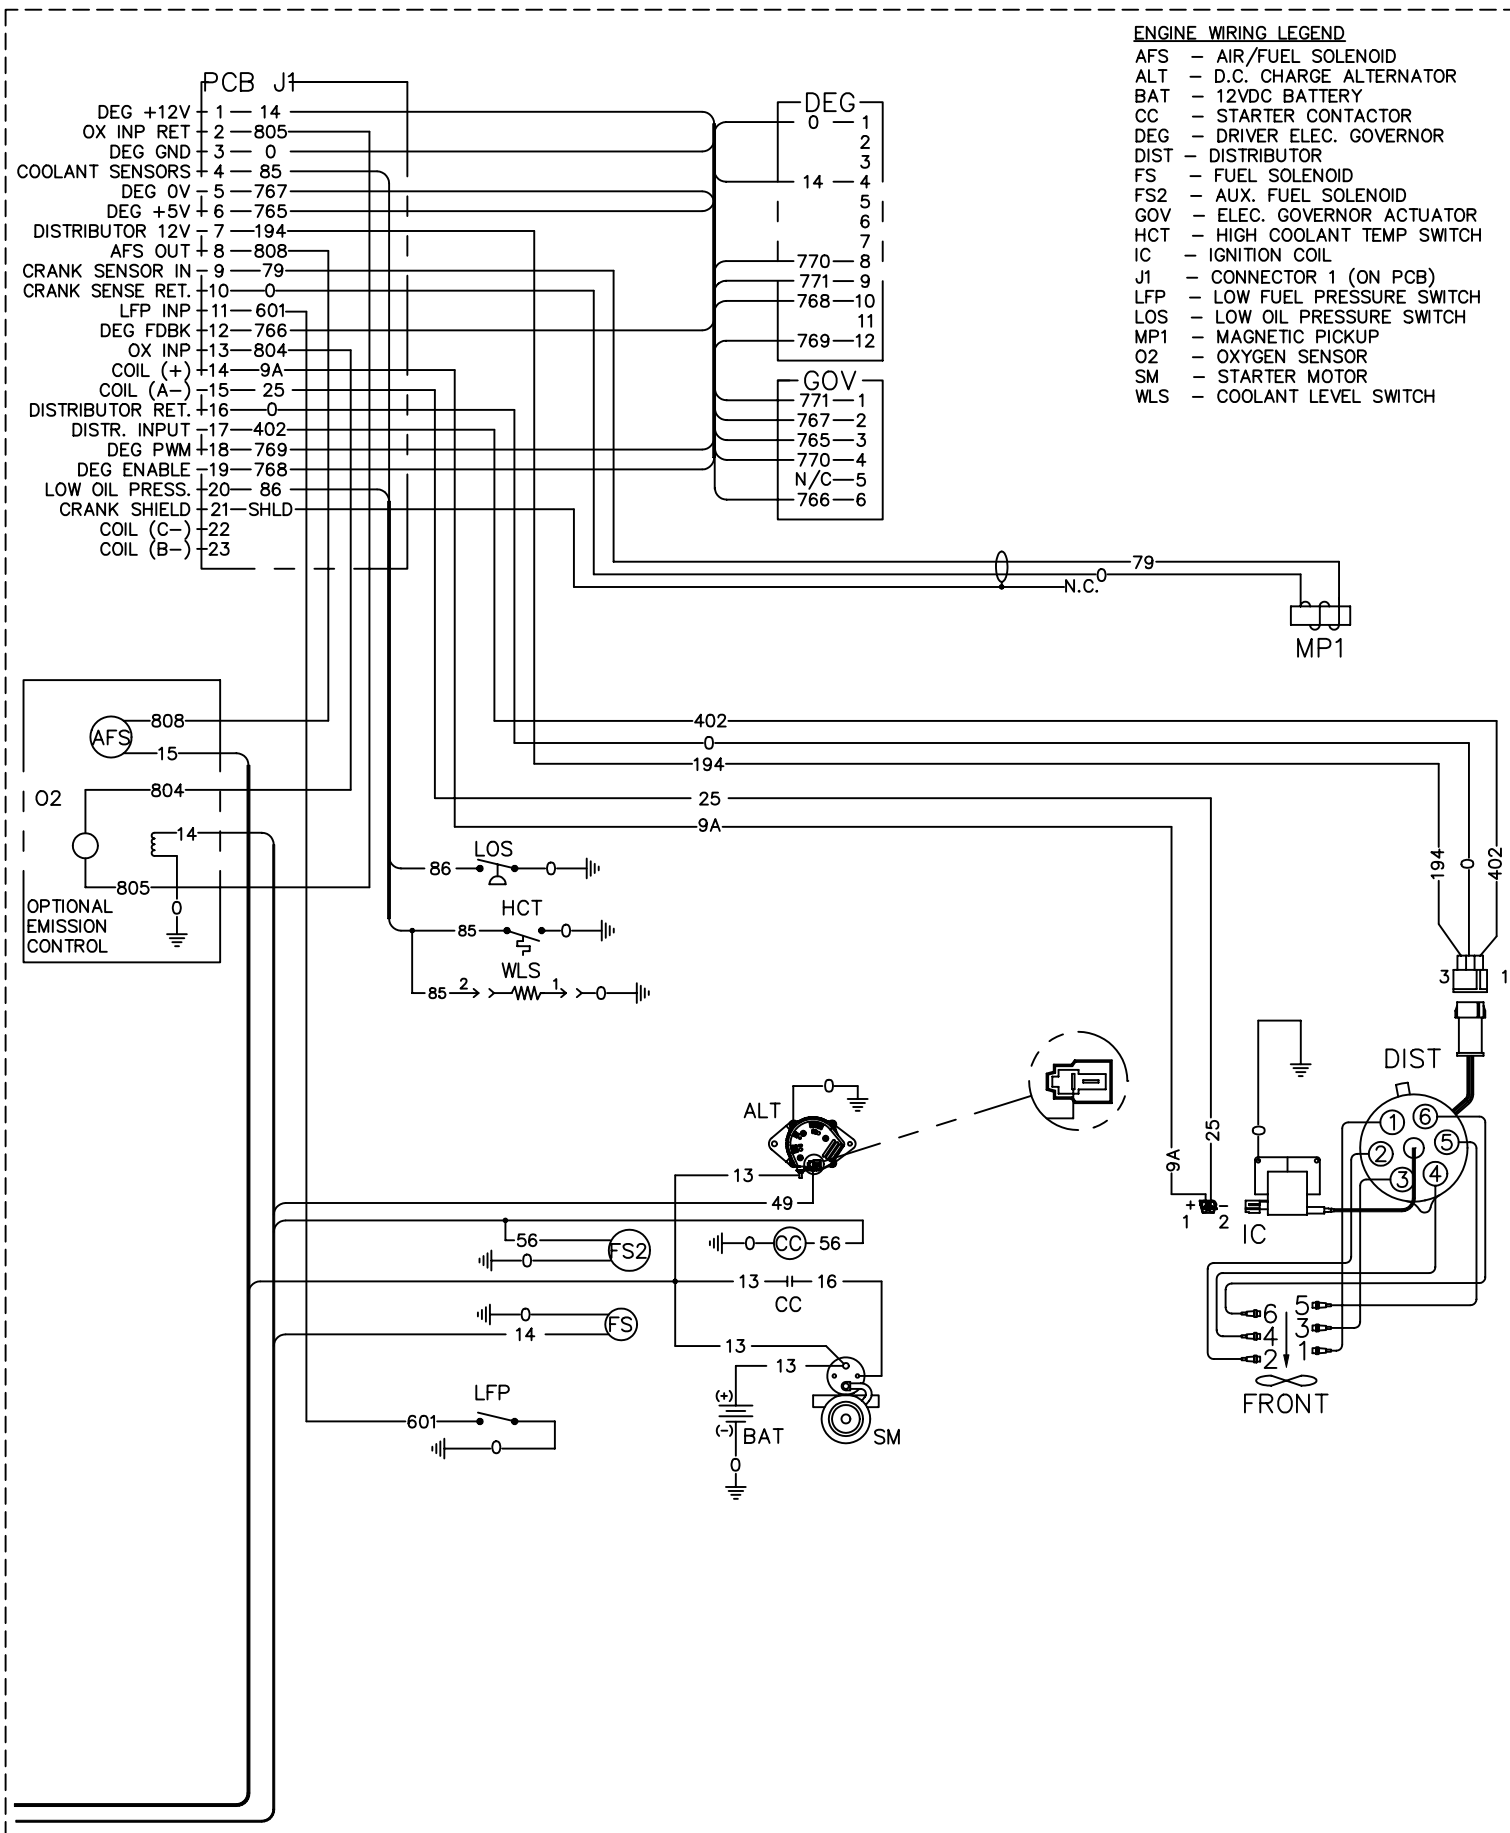 ENGINE WIRING LEGEND
AFS – AIR/FUEL SOLENOID
ALT – D.C. CHARGE ALTERNATOR
BAT – 12VDC BATTERY
CC – STARTER CONTACTOR
DEG – DRIVER ELEC. GOVERNOR
DIST – DISTRIBUTOR
FS – FUEL SOLENOID
FS2 – AUX. FUEL SOLENOID
GOV – ELEC. GOVERNOR ACTUATOR
HCT – HIGH COOLANT TEMP SWITCH
IC – IGNITION COIL
J1 – CONNECTOR 1 (ON PCB)
LFP – LOW FUEL PRESSURE SWITCH
LOS – LOW OIL PRESSURE SWITCH
MP1 – MAGNETIC PICKUP
O2 – OXYGEN SENSOR
SM – STARTER MOTOR
WLS – COOLANT LEVEL SWITCH
PCB J1
DEG +12V 1 14
OX INP RET 2 805
DEG GND 3 0
COOLANT SENSORS 4 85
DEG 0V 5 767
DEG +5V 6 765
DISTRIBUTOR 12V 7 194
AFS OUT 8 808
CRANK SENSOR IN 9 79
CRANK SENSE RET. 10 0
LFP INP 11 601
DEG FDBK 12 766
OX INP 13 804
COIL (+) 14 9A
COIL (A–) 15 25
DISTRIBUTOR RET. 16 0
DISTR. INPUT 17 402
DEG PWM 18 769
DEG ENABLE 19 768
LOW OIL PRESS. 20 86
CRANK SHIELD 21 SHLD
COIL (C–) 22
COIL (B–) 23
DEG
0 1
2
3
14 4
5
6
7
770 8
771 9
768 10
11
769 12
GOV
771 1
767 2
765 3
770 4
N/C 5
766 6
79
0
N.C.
MP1
AFS
808
15
O2
804
14
805
0
OPTIONAL
EMISSION
CONTROL
402
0
194
25
9A
LOS
86 0
HCT
85 0
WLS
85 2 1 0
194 0 402
3 1
DIST
1 6
2 5
3 4
0
25
9A
+ –
1 2
IC
ALT
0
13
49
56
FS2
0
0 CC 56
13 16
CC
0
FS
14
13
13
(+)
(–)
BAT
SM
0
LFP
601
0
6 5
4 3
2 1
FRONT